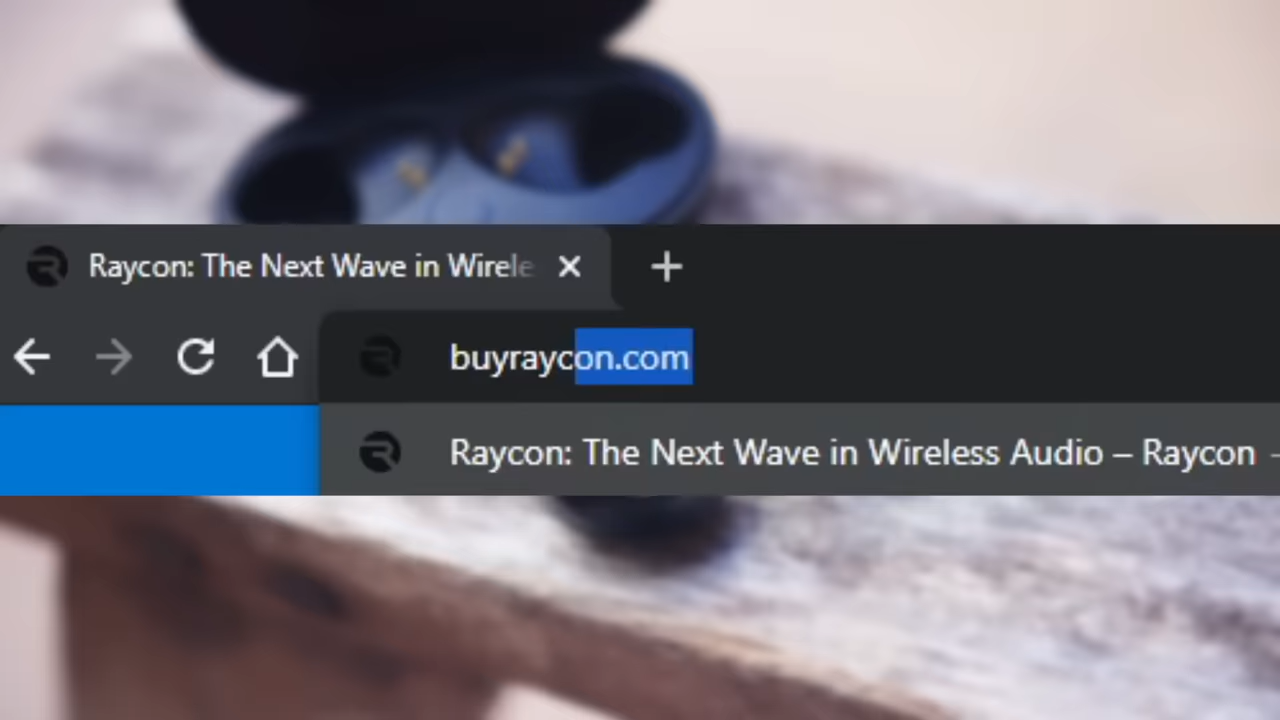 Raycon: The Next Wave in Wirele
buyraycon.com
Raycon: The Next Wave in Wireless Audio – Raycon -